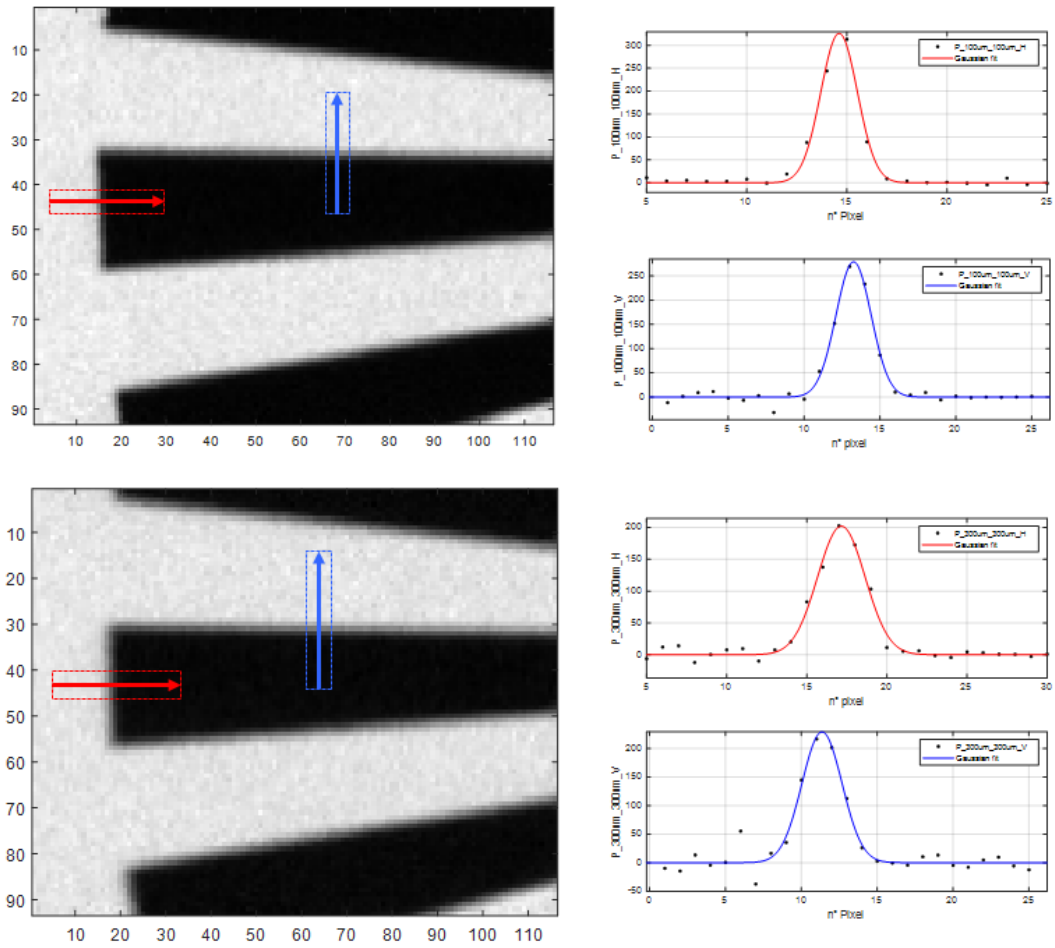 10
20
30
40
50
60
70
80
90
10 20 30 40 50 60 70 80 90 100 110
P_100um_100um_H
300
250
200
150
100
50
0
5 10 15 20 25
n° Pixel
P_100um_100um_H
Gaussian fit
P_100um_100um_V
250
200
150
100
50
0
0 5 10 15 20 25
n° pixel
P_100um_100um_V
Gaussian fit
10
20
30
40
50
60
70
80
90
10 20 30 40 50 60 70 80 90 100 110
P_300um_300um_H
200
150
100
50
0
5 10 15 20 25 30
n° pixel
P_300um_300um_H
Gaussian fit
P_300um_300um_V
200
150
100
50
0
-50
0 5 10 15 20 25
n° Pixel
P_300um_300um_V
Gaussian fit